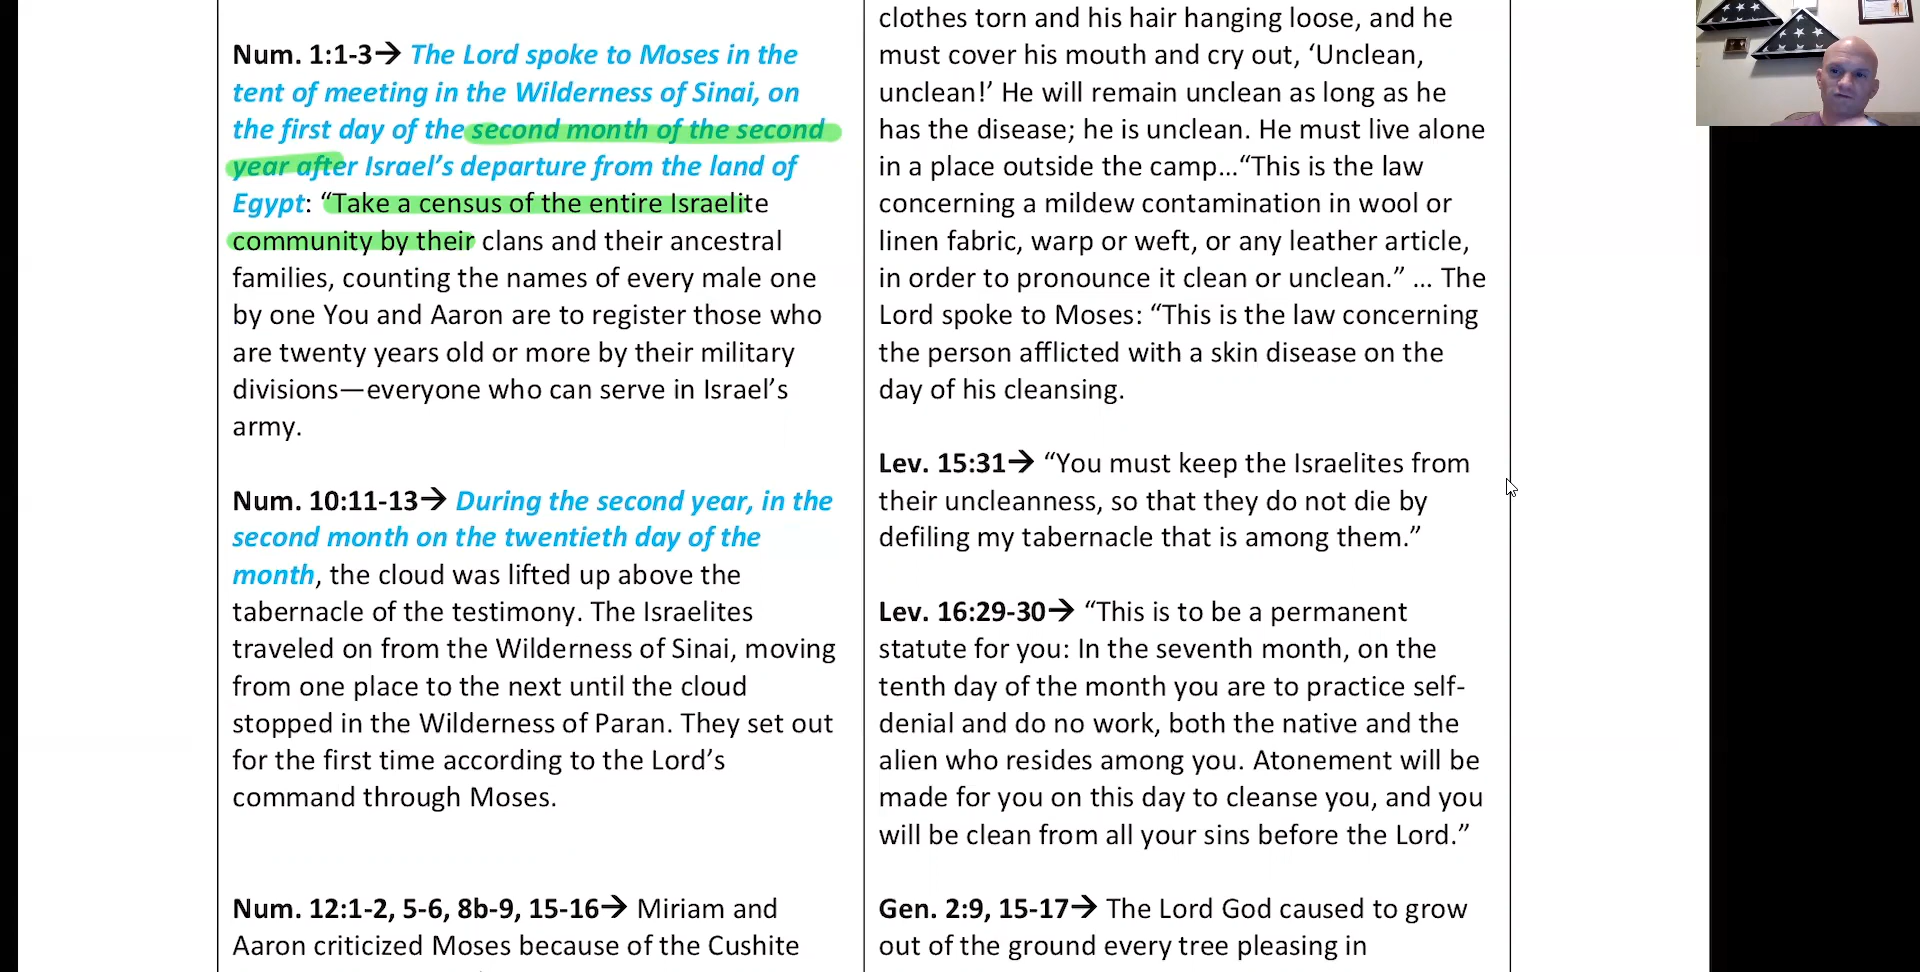 Num. 1:1-3→ The Lord spoke to Moses in the
tent of meeting in the Wilderness of Sinai, on
the first day of the second month of the second
year after Israel’s departure from the land of
Egypt: “Take a census of the entire Israelite
community by their clans and their ancestral
families, counting the names of every male one
by one You and Aaron are to register those who
are twenty years old or more by their military
divisions—everyone who can serve in Israel’s
army.
Num. 10:11-13→ During the second year, in the
second month on the twentieth day of the
month, the cloud was lifted up above the
tabernacle of the testimony. The Israelites
traveled on from the Wilderness of Sinai, moving
from one place to the next until the cloud
stopped in the Wilderness of Paran. They set out
for the first time according to the Lord’s
command through Moses.
Num. 12:1-2, 5-6, 8b-9, 15-16→ Miriam and
Aaron criticized Moses because of the Cushite
clothes torn and his hair hanging loose, and he
must cover his mouth and cry out, ‘Unclean,
unclean!’ He will remain unclean as long as he
has the disease; he is unclean. He must live alone
in a place outside the camp…“This is the law
concerning a mildew contamination in wool or
linen fabric, warp or weft, or any leather article,
in order to pronounce it clean or unclean.” … The
Lord spoke to Moses: “This is the law concerning
the person afflicted with a skin disease on the
day of his cleansing.
Lev. 15:31→ “You must keep the Israelites from
their uncleanness, so that they do not die by
defiling my tabernacle that is among them.”
Lev. 16:29-30→ “This is to be a permanent
statute for you: In the seventh month, on the
tenth day of the month you are to practice self-
denial and do no work, both the native and the
alien who resides among you. Atonement will be
made for you on this day to cleanse you, and you
will be clean from all your sins before the Lord.”
Gen. 2:9, 15-17→ The Lord God caused to grow
out of the ground every tree pleasing in